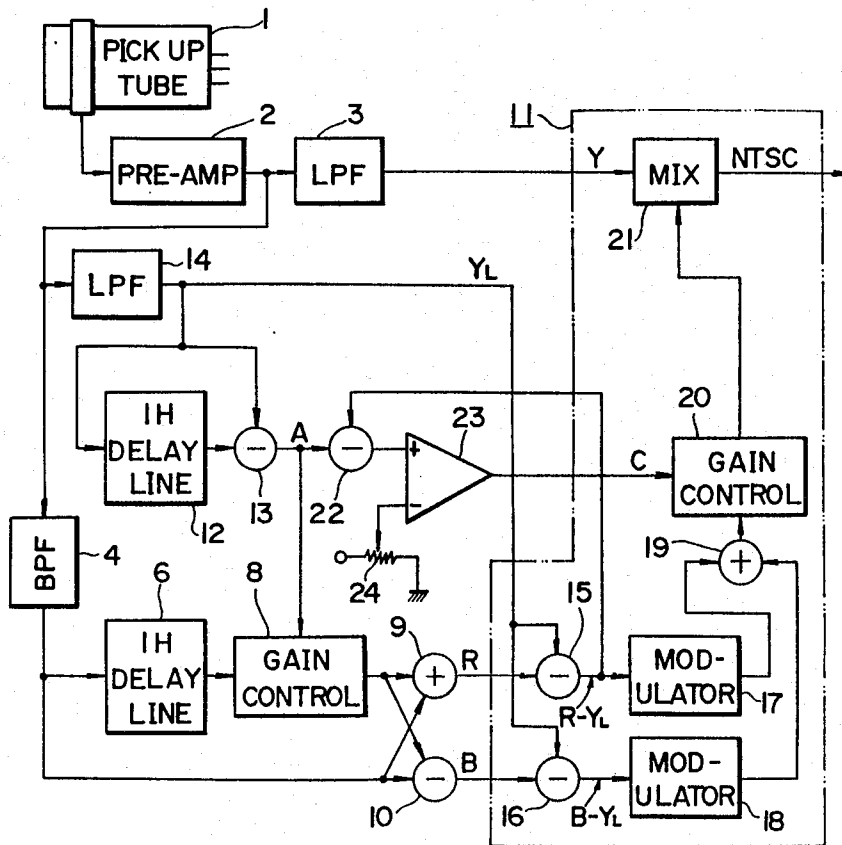 1
PICK UP
TUBE
2
PRE-AMP
3
LPF
11
Y
MIX
NTSC
21
14
LPF
YL
1H
DELAY
LINE
12
−
13
A
−
22
+
−
23
24
C
20
GAIN
CONTROL
19
+
BPF
4
6
1H
DELAY
LINE
8
GAIN
CONTROL
9
+
R
−
10
B
15
−
R-YL
MOD-
ULATOR
17
−
16
B-YL
MOD-
ULATOR
18